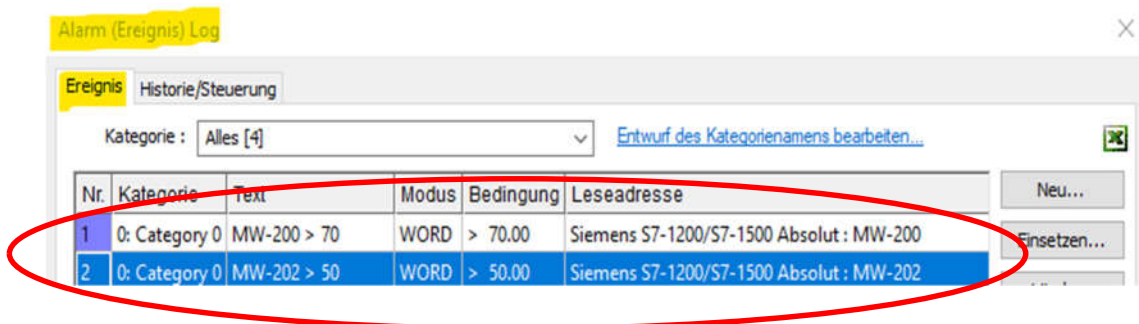 Alarm (Ereignis) Log
Ereignis Historie/Steuerung
Kategorie : Alles [4] Entwurf des Kategorienamens bearbeiten...
Nr. Kategorie Text Modus Bedingung Leseadresse Neu...
1 0: Category 0 MW-200 > 70 WORD > 70.00 Siemens S7-1200/S7-1500 Absolut : MW-200
Einsetzen...
2 0: Category 0 MW-202 > 50 WORD > 50.00 Siemens S7-1200/S7-1500 Absolut : MW-202